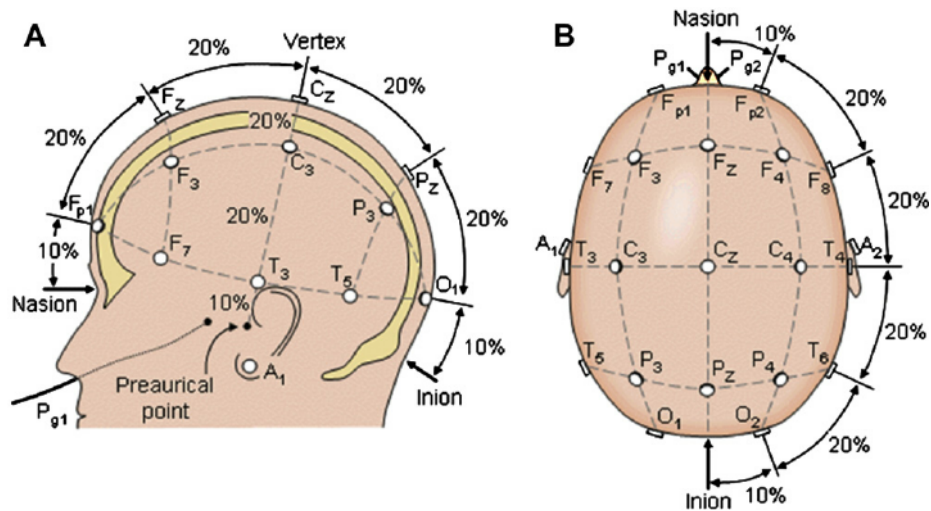 A
20%
Vertex
20%
CZ
FZ
20%
20%
F3
C3
PZ
Fp1
20%
P3
20%
10%
F7
T3
T5
O1
Nasion
10%
10%
A1
Preaurical
point
Inion
Pg1
B
Nasion
10%
Pg1
Pg2
Fp1
Fp2
20%
F7
F3
FZ
F4
F8
20%
A1
T3
C3
CZ
C4
T4
A2
20%
T5
P3
PZ
P4
T6
O1
O2
20%
Inion
10%